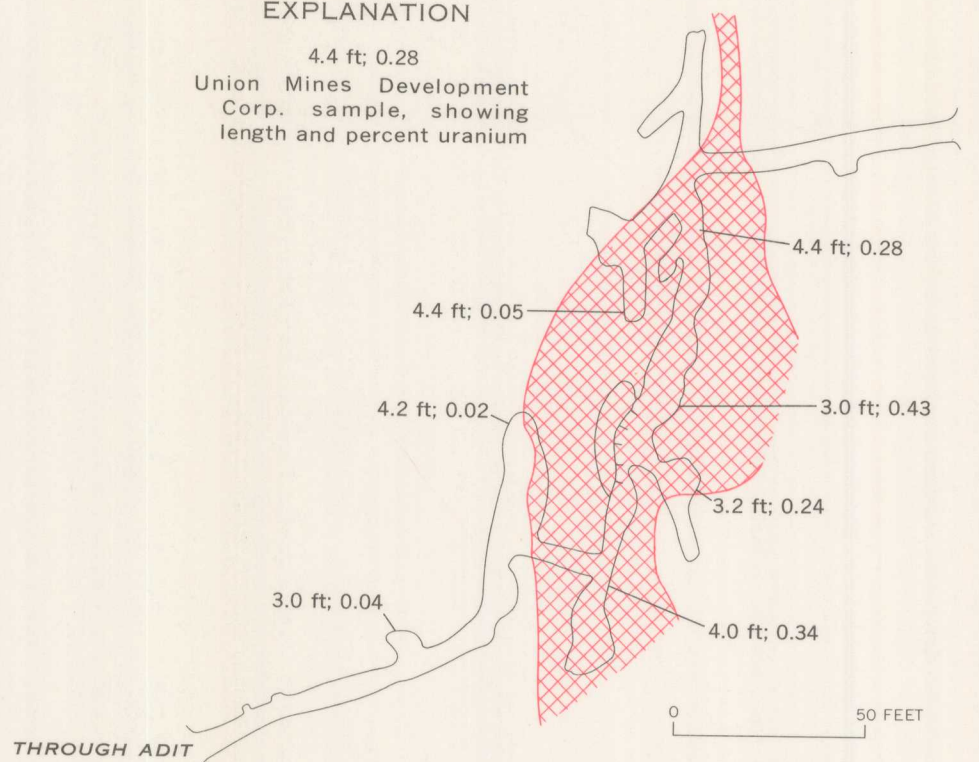 EXPLANATION
4.4 ft; 0.28
Union Mines Development
Corp. sample, showing
length and percent uranium
4.4 ft; 0.28
4.4 ft; 0.05
4.2 ft; 0.02
3.0 ft; 0.43
3.2 ft; 0.24
3.0 ft; 0.04
4.0 ft; 0.34
0 50 FEET
THROUGH ADIT